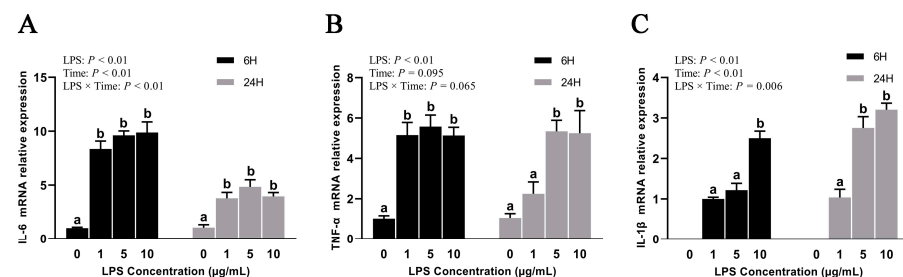 A
LPS: P < 0.01
Time: P < 0.01
LPS × Time: P < 0.01
6H
24H
IL-6 mRNA relative expression
15
10
5
0
a b b b a b b b
0 1 5 10 0 1 5 10
LPS Concentration (µg/mL)
B
LPS: P < 0.01
Time: P = 0.095
LPS × Time: P = 0.065
6H
24H
TNF-α mRNA relative expression
8
6
4
2
0
a b b b a a b b
0 1 5 10 0 1 5 10
LPS Concentration (µg/mL)
C
LPS: P < 0.01
Time: P < 0.01
LPS × Time: P = 0.006
6H
24H
IL-1β mRNA relative expression
4
3
2
1
0
a a b a b b
0 1 5 10 0 1 5 10
LPS Concentration (µg/mL)